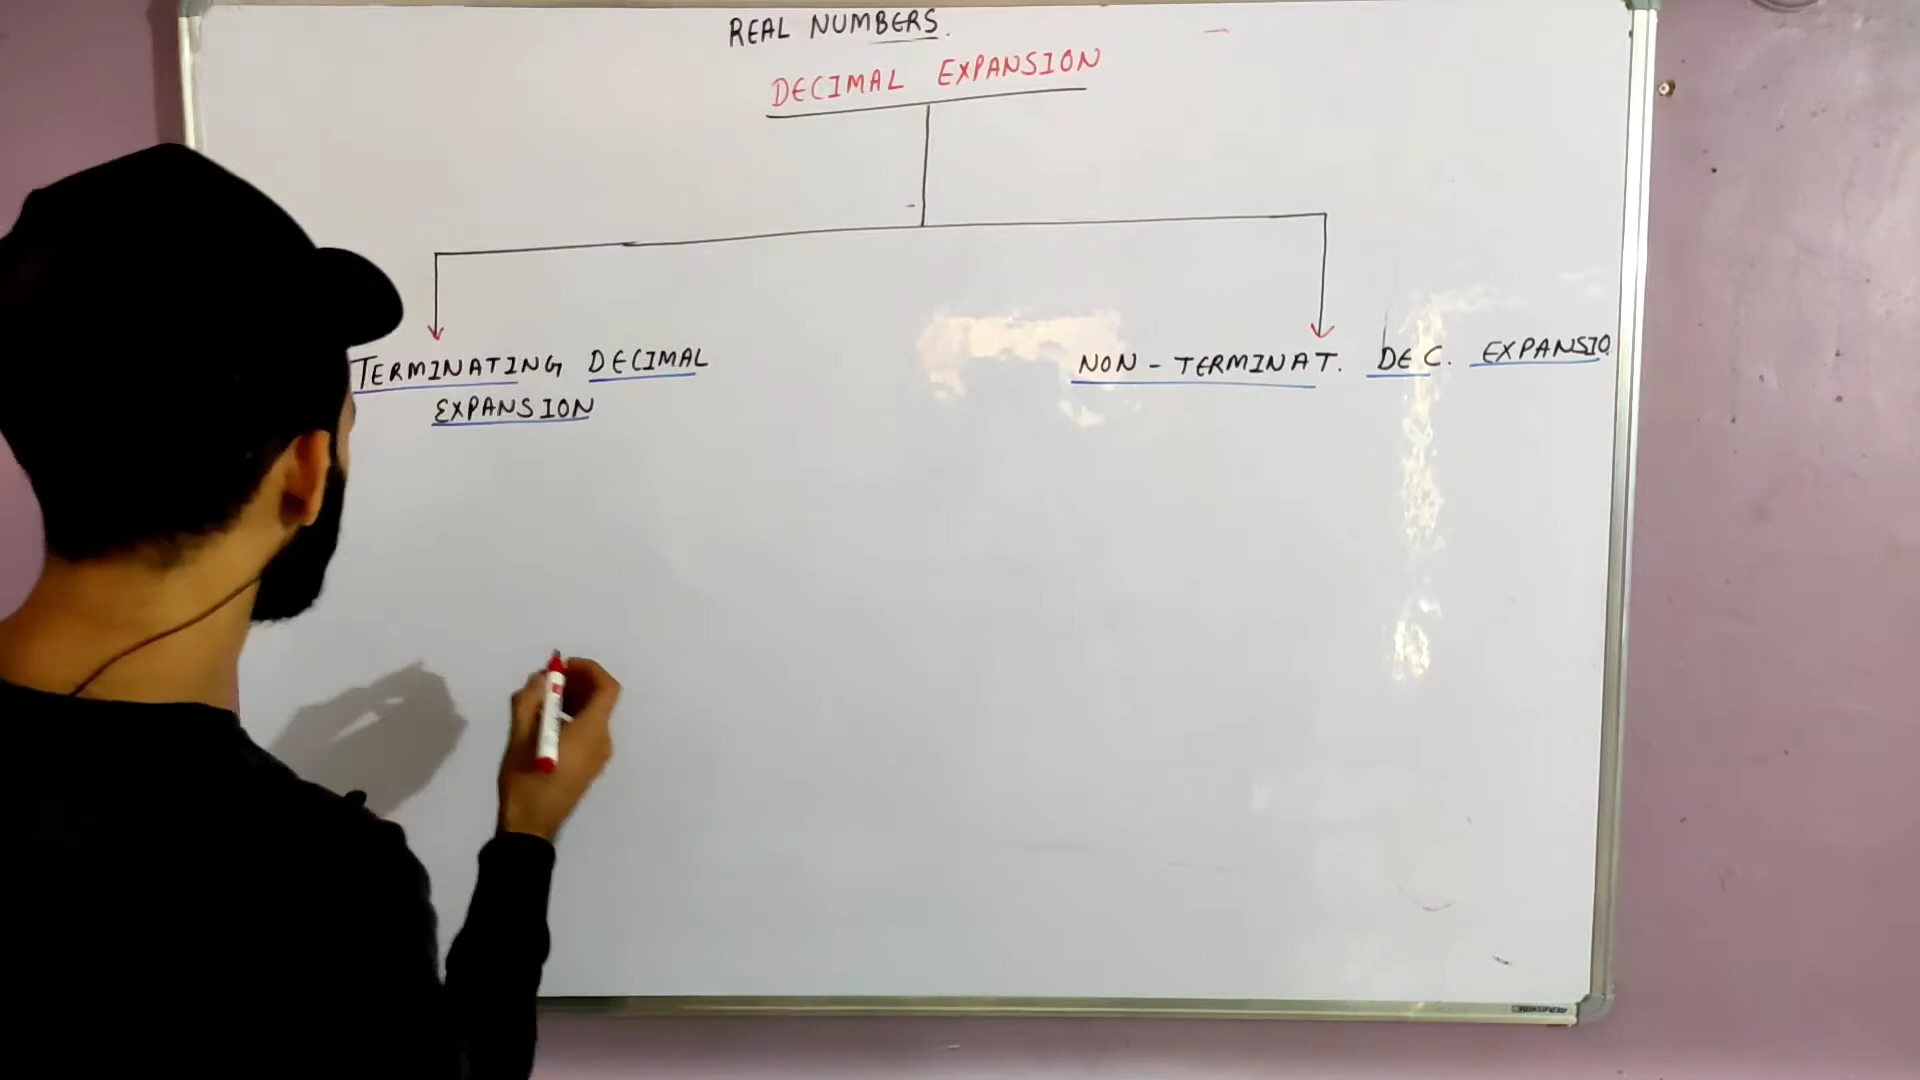 REAL NUMBERS.
DECIMAL EXPANSION
TERMINATING DECIMAL
EXPANSION
NON - TERMINAT. DEC. EXPANSIO